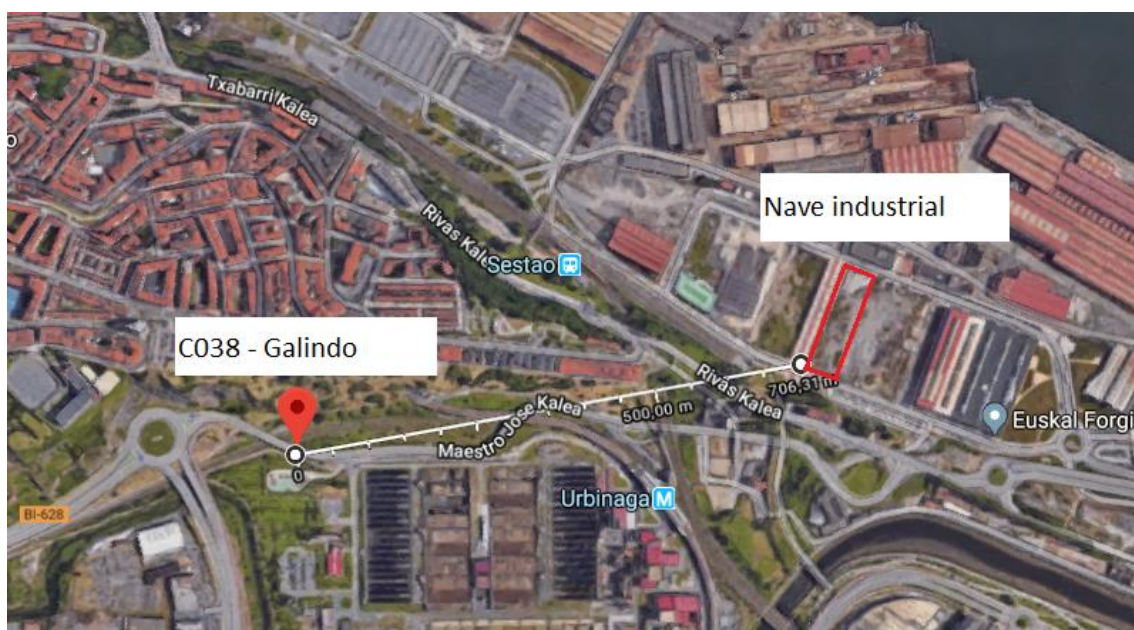 Txabarri Kalea
o
Nave industrial
Rivas Kalea
Sestao
C038 - Galindo
Rivas Kalea
706,31 m
500,00 m
Maestro Jose Kalea
Euskal Forgi
0
Urbinaga M
BI-628